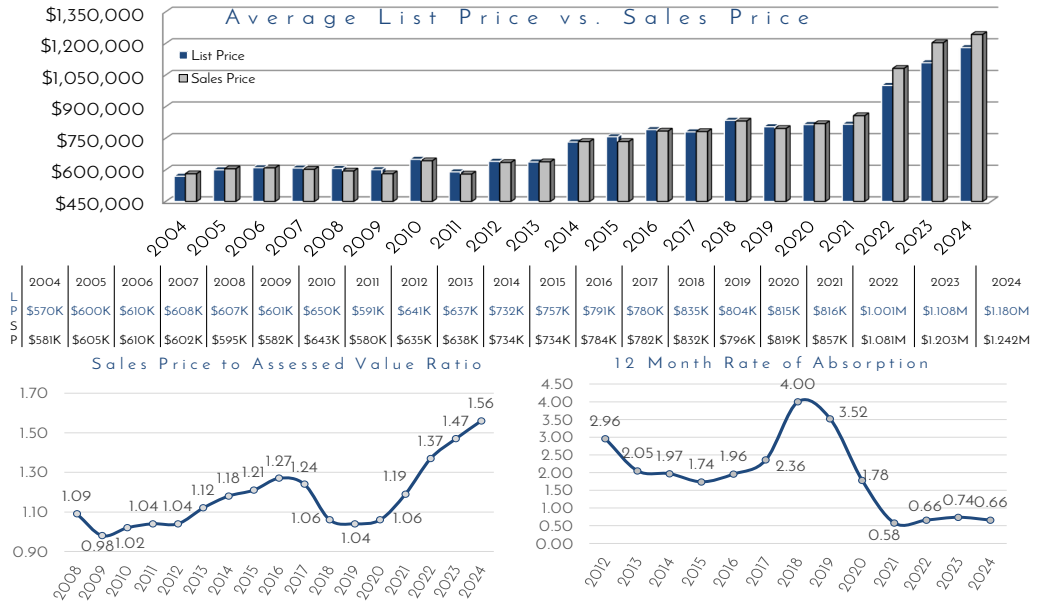 Average List Price vs. Sales Price
$1,350,000
$1,200,000
$1,050,000
$900,000
$750,000
$600,000
$450,000
List Price
Sales Price
2004 2005 2006 2007 2008 2009 2010 2011 2012 2013 2014 2015 2016 2017 2018 2019 2020 2021 2022 2023 2024
2004 2005 2006 2007 2008 2009 2010 2011 2012 2013 2014 2015 2016 2017 2018 2019 2020 2021 2022 2023 2024
LP $570K $600K $610K $608K $607K $601K $650K $591K $641K $637K $732K $757K $791K $780K $835K $804K $815K $816K $1.001M $1.108M $1.180M
SP $581K $605K $610K $602K $595K $582K $643K $580K $635K $638K $734K $734K $784K $782K $832K $796K $819K $857K $1.081M $1.203M $1.242M
Sales Price to Assessed Value Ratio
1.70
1.50
1.30
1.10
0.90
1.09 0.98 1.02 1.04 1.04 1.12 1.18 1.21 1.27 1.24 1.06 1.04 1.06 1.19 1.37 1.47 1.56
2008 2009 2010 2011 2012 2013 2014 2015 2016 2017 2018 2019 2020 2021 2022 2023 2024
12 Month Rate of Absorption
4.50
4.00
3.50
3.00
2.50
2.00
1.50
1.00
0.50
0.00
2.96 2.05 1.97 1.74 1.96 2.36 4.00 3.52 1.78 0.58 0.66 0.74 0.66
2012 2013 2014 2015 2016 2017 2018 2019 2020 2021 2022 2023 2024